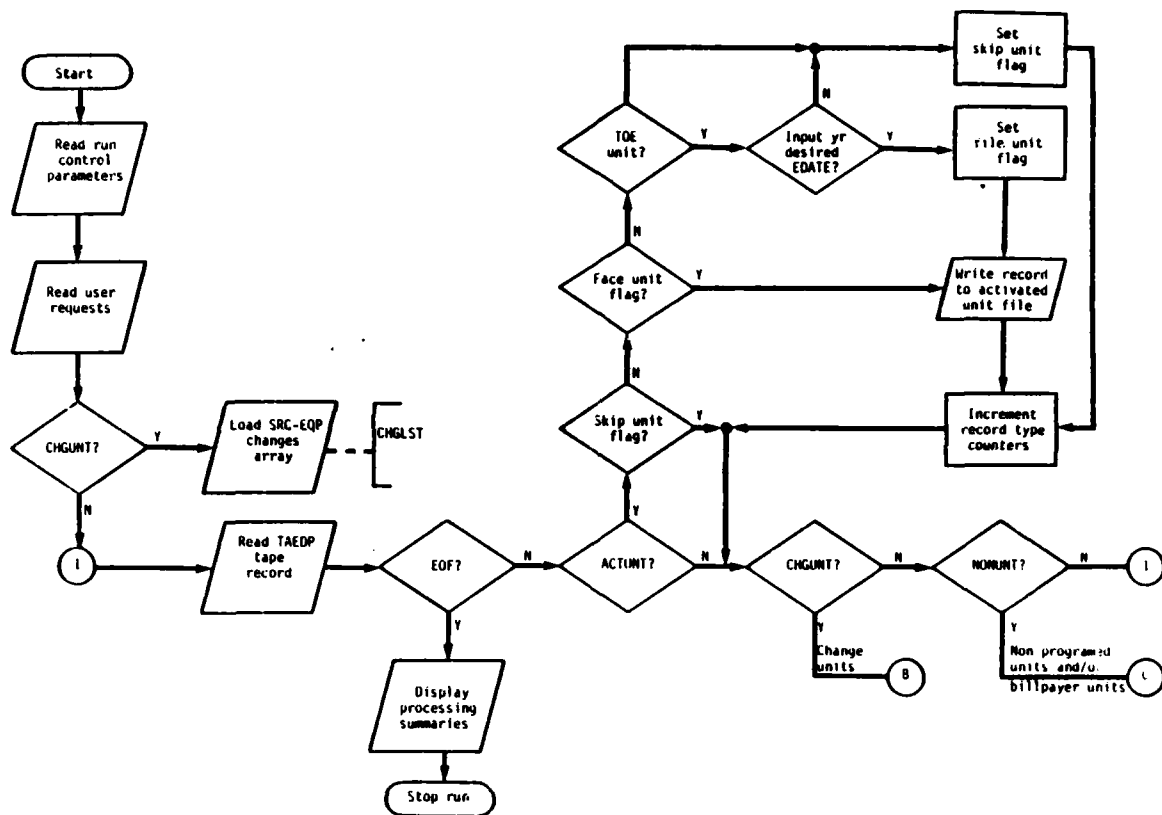 Start
Read run
control
parameters
Read user
requests
CHGUNT?
Y
N
Load SRC-EQP
changes
array
CHGLST
1
Read TAEDP
tape
record
EOF?
N
Y
Display
processing
summaries
Stop run
ACTUNT?
Y
N
Skip unit
flag?
Y
N
Face unit
flag?
Y
N
TOE
unit?
Y
Input yr
desired
EDATE?
N
Y
Set
skip unit
flag
Set
file unit
flag
Write record
to activated
unit file
Increment
record type
counters
CHGUNT?
N
Y
Change
units
B
NONUNT?
N
1
Y
Non programed
units and/o.
billpayer units